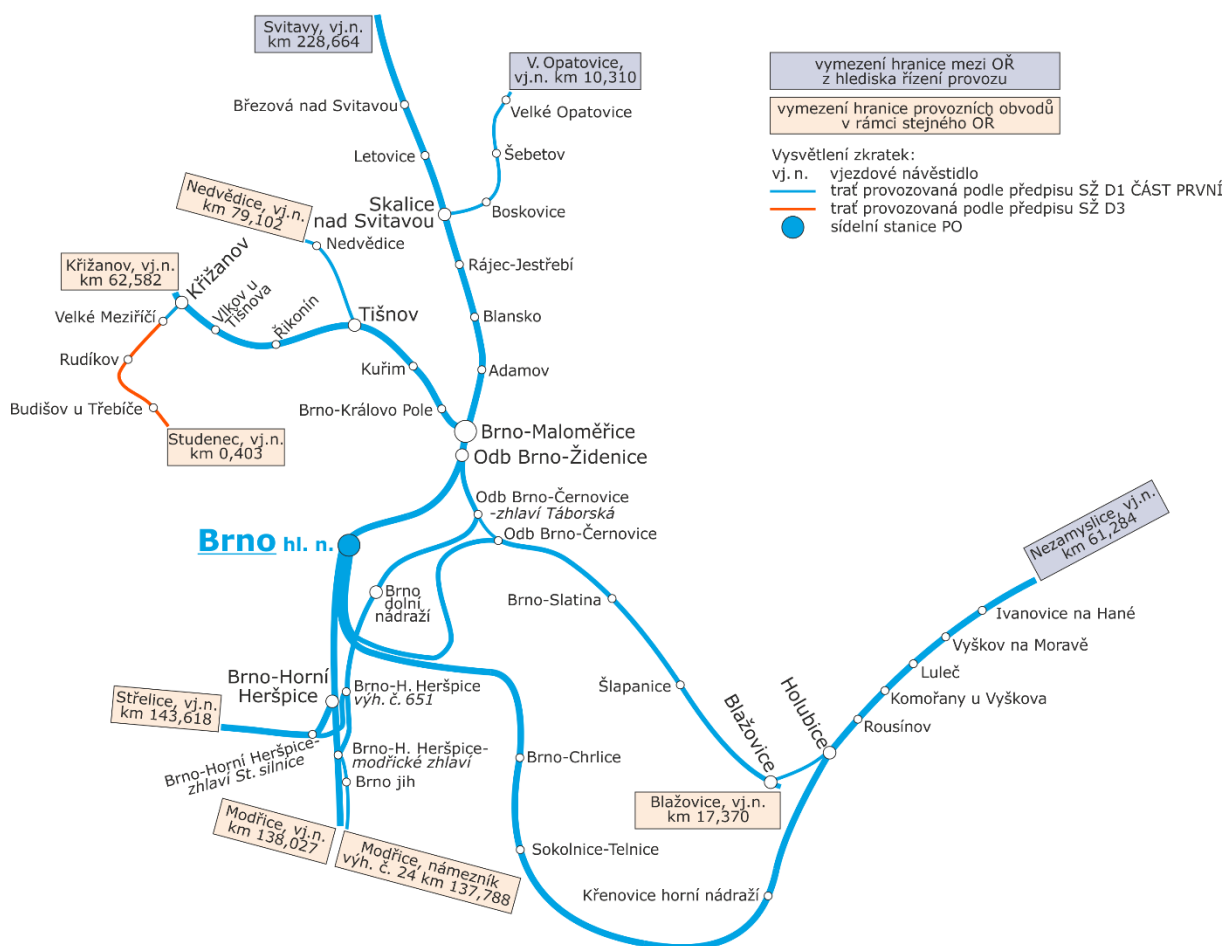 Svitavy, vj.n.
km 228,664
V. Opatovice,
vj.n. km 10,310
Březová nad Svitavou
Velké Opatovice
Letovice
Šebetov
Nedvědice, vj.n.
km 79,102
Skalice
nad Svitavou
Boskovice
Nedvědice
Rájec-Jestřebí
Křižanov, vj.n.
km 62,582
Křižanov
Vlkov u
Tišnova
Řikonín
Tišnov
Blansko
Velké Meziříčí
Rudíkov
Kuřim
Adamov
Budišov u Třebíče
Brno-Královo Pole
Studenec, vj.n.
km 0,403
Brno-Maloměřice
Odb Brno-Židenice
Odb Brno-Černovice
-zhlaví Táborská
Odb Brno-Černovice
Brno hl. n.
Brno
dolní
nádraží
Brno-Slatina
Nezamyslice, vj.n.
km 61,284
Ivanovice na Hané
Vyškov na Moravě
Luleč
Komořany u Vyškova
Rousínov
Šlapanice
Blažovice
Holubice
Blažovice, vj.n.
km 17,370
Brno-Horní
Heršpice
Brno-H. Heršpice
výh. č. 651
Střelice, vj.n.
km 143,618
Brno-Horní Heršpice-
zhlaví St. silnice
Brno-H. Heršpice-
modřické zhlaví
Brno jih
Modřice, vj.n.
km 138,027
Modřice, námezník
výh. č. 24 km 137,788
Brno-Chrlice
Sokolnice-Telnice
Křenovice horní nádraží
vymezení hranice mezi OŘ
z hlediska řízení provozu
vymezení hranice provozních obvodů
v rámci stejného OŘ
Vysvětlení zkratek:
vj. n. vjezdové návěstidlo
trať provozovaná podle předpisu SŽ D1 ČÁST PRVNÍ
trať provozovaná podle předpisu SŽ D3
sídelní stanice PO